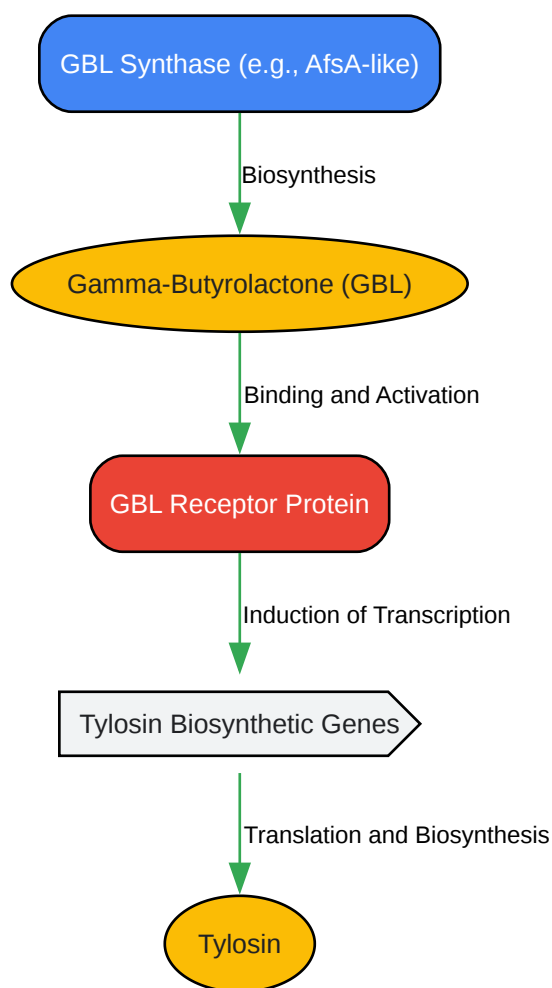 GBL Synthase (e.g., AfsA-like)
Biosynthesis
Gamma-Butyrolactone (GBL)
Binding and Activation
GBL Receptor Protein
Induction of Transcription
Tylosin Biosynthetic Genes
Translation and Biosynthesis
Tylosin